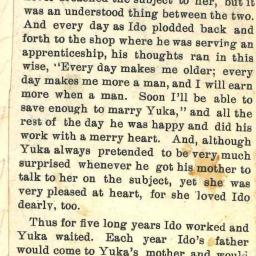 the subject to her, but it
was an understood thing between the two.
And every day as Ido plodded back and
forth to the shop where he was serving an
apprenticeship, his thoughts ran in this
wise, "Every day makes me older; every
day makes me more a man, and I will earn
more when a man. Soon I'll be able to
save enough to marry Yuka," and all the
rest of the day he was happy and did his
work with a merry heart. And, although
Yuka always pretended to be very much
surprised whenever he got his mother to
talk to her on the subject, yet she was
very pleased at heart, for she loved Ido
dearly, too.
Thus for five long years Ido worked and
Yuka waited. Each year Ido's father
would come to Yuka's mother and would